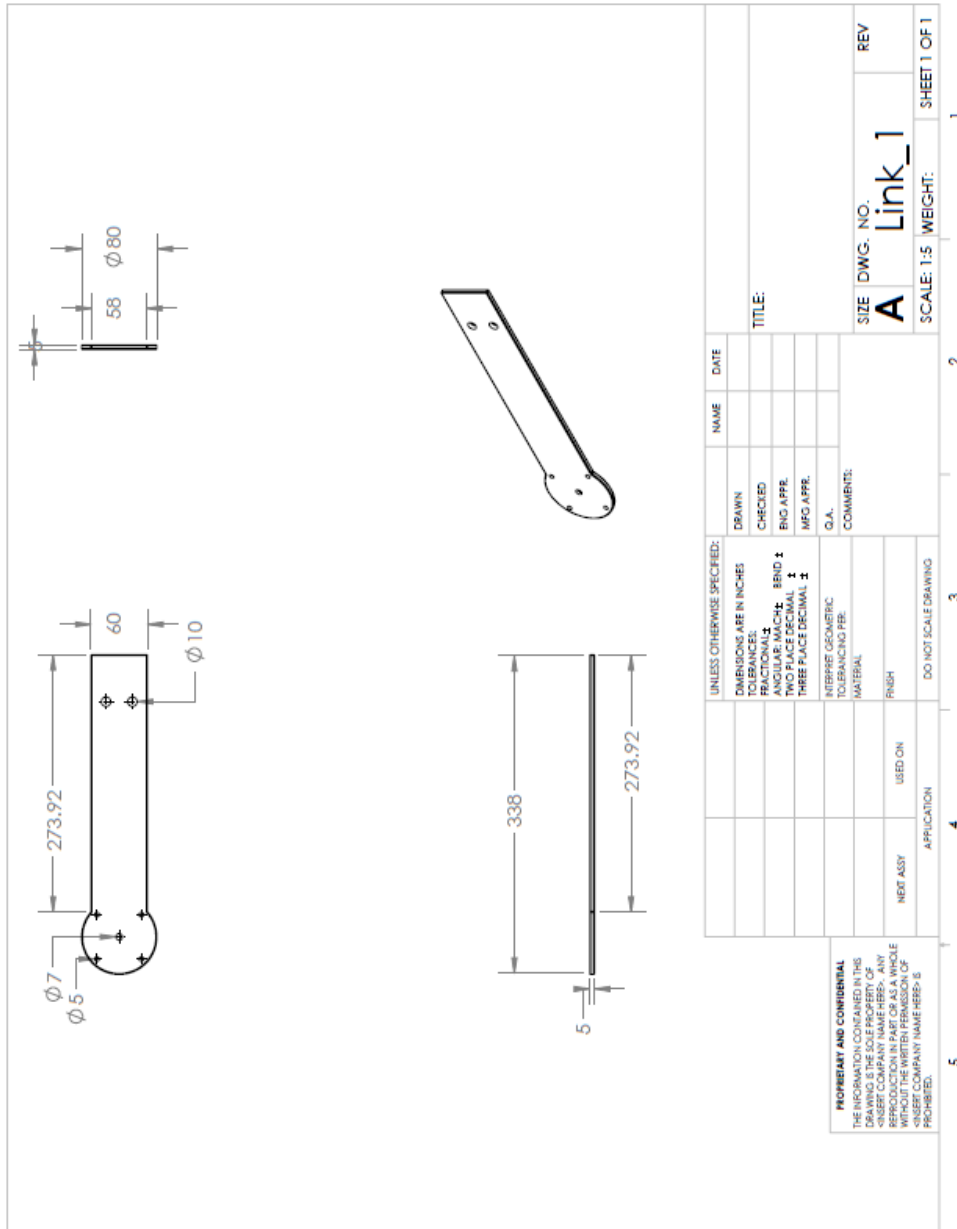 273.92
Ø7
Ø5
60
Ø10
5
Ø80
58
338
273.92
5
PROPRIETARY AND CONFIDENTIAL
THE INFORMATION CONTAINED IN THIS
DRAWING IS THE SOLE PROPERTY OF
<INSERT COMPANY NAME HERE>. ANY
REPRODUCTION IN PART OR AS A WHOLE
WITHOUT THE WRITTEN PERMISSION OF
<INSERT COMPANY NAME HERE> IS
PROHIBITED.
NEXT ASSY
USED ON
APPLICATION
UNLESS OTHERWISE SPECIFIED:
DIMENSIONS ARE IN INCHES
TOLERANCES:
FRACTIONAL±
ANGULAR: MACH± BEND ±
TWO PLACE DECIMAL ±
THREE PLACE DECIMAL ±
INTERPRET GEOMETRIC
TOLERANCING PER:
MATERIAL
FINISH
DO NOT SCALE DRAWING
NAME
DATE
DRAWN
CHECKED
ENG APPR.
MFG APPR.
Q.A.
COMMENTS:
TITLE:
SIZE
A
DWG. NO.
Link_1
REV
SCALE: 1:5
WEIGHT:
SHEET 1 OF 1
5
4
3
2
1